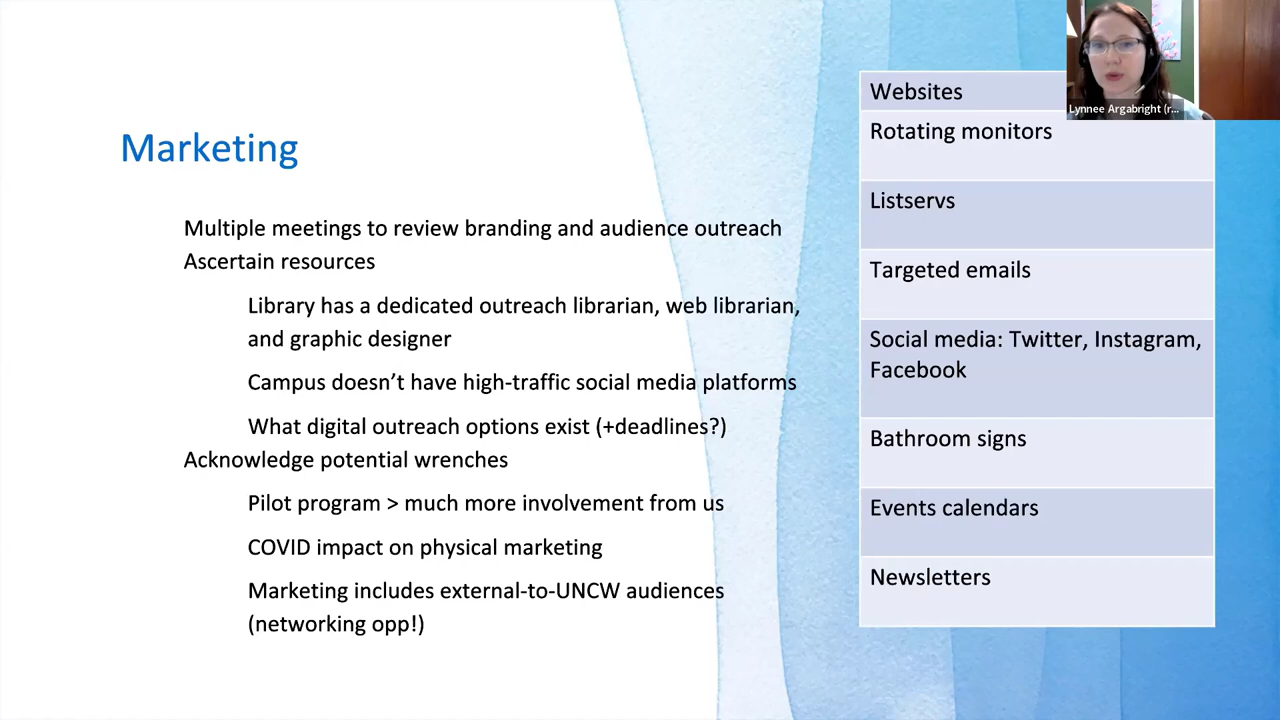 Marketing
Multiple meetings to review branding and audience outreach
Ascertain resources
Library has a dedicated outreach librarian, web librarian,
and graphic designer
Campus doesn’t have high-traffic social media platforms
What digital outreach options exist (+deadlines?)
Acknowledge potential wrenches
Pilot program > much more involvement from us
COVID impact on physical marketing
Marketing includes external-to-UNCW audiences
(networking opp!)
Websites
Rotating monitors
Listservs
Targeted emails
Social media: Twitter, Instagram,
Facebook
Bathroom signs
Events calendars
Newsletters
Lynnee Argabright (r...